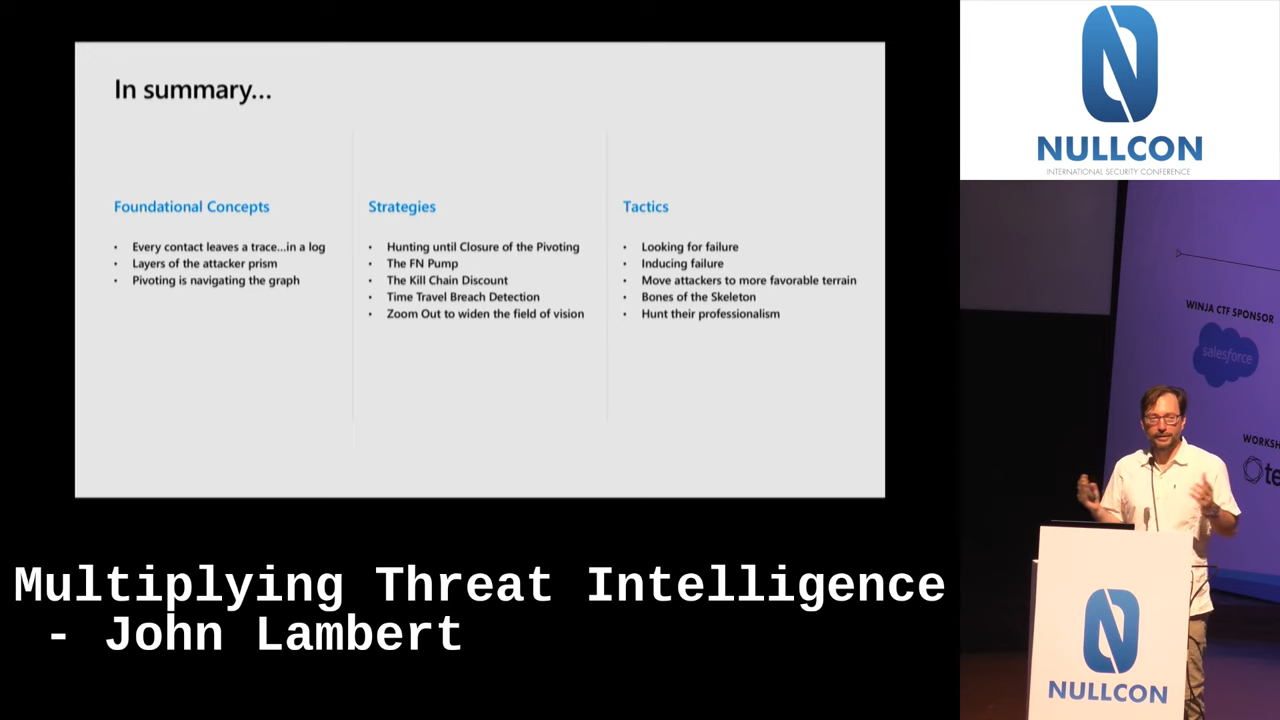 In summary...
Foundational Concepts
• Every contact leaves a trace...in a log
• Layers of the attacker prism
• Pivoting is navigating the graph
Strategies
• Hunting until Closure of the Pivoting
• The FN Pump
• The Kill Chain Discount
• Time Travel Breach Detection
• Zoom Out to widen the field of vision
Tactics
• Looking for failure
• Inducing failure
• Move attackers to more favorable terrain
• Bones of the Skeleton
• Hunt their professionalism
Multiplying Threat Intelligence
- John Lambert
NULLCON
INTERNATIONAL SECURITY CONFERENCE
WINJA CTF SPONSOR
salesforce
NULLCON